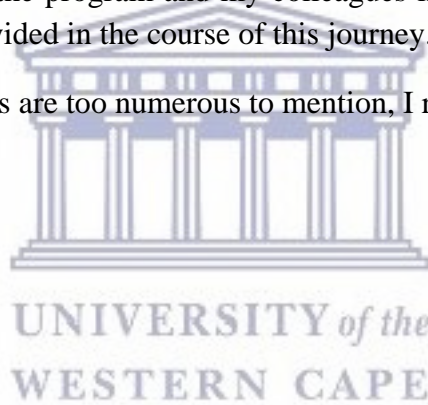 the program and my colleagues
vided in the course of this journey.
s are too numerous to mention, I
UNIVERSITY of the
WESTERN CAPE